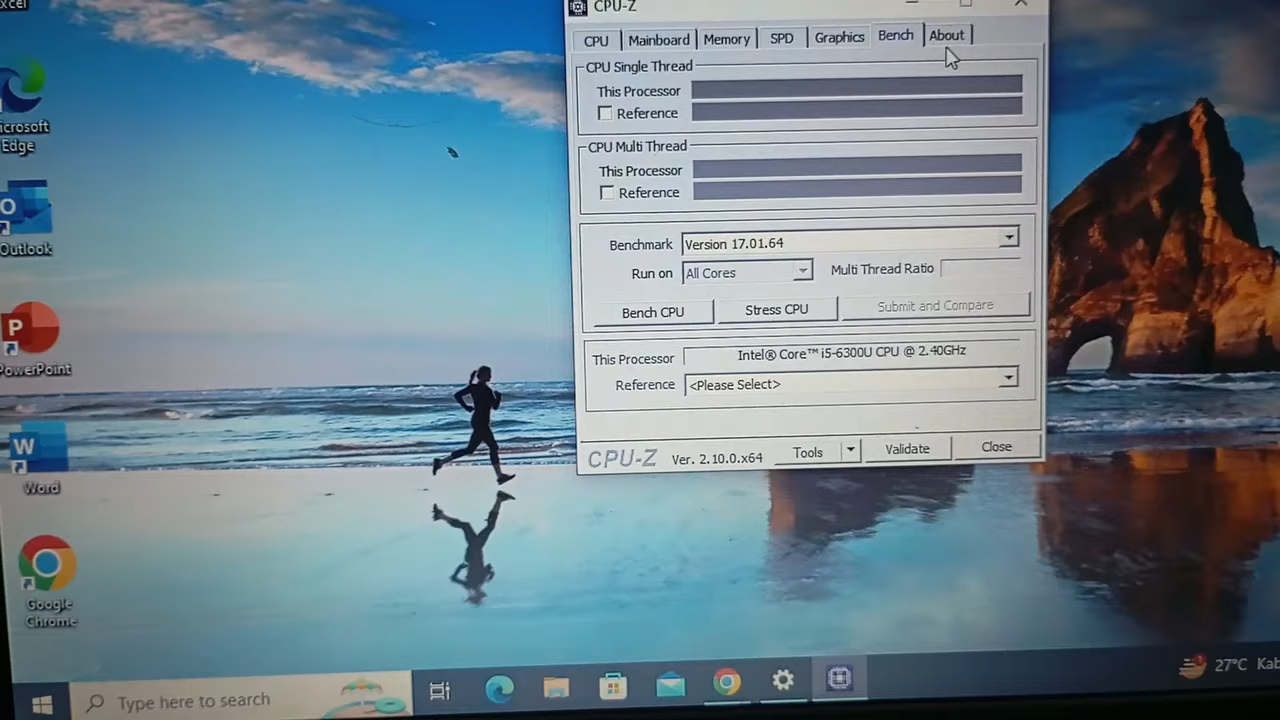 xcel
CPU-Z
CPU Mainboard Memory SPD Graphics Bench About
CPU Single Thread
This Processor
Reference
CPU Multi Thread
This Processor
Reference
Benchmark Version 17.01.64
Run on All Cores Multi Thread Ratio
Bench CPU Stress CPU Submit and Compare
This Processor Intel® Core™ i5-6300U CPU @ 2.40GHz
Reference <Please Select>
CPU-Z Ver. 2.10.0.x64 Tools Validate Close
icrosoft
Edge
O
Outlook
P
PowerPoint
W
Word
Google
Chrome
Type here to search
27°C Kab